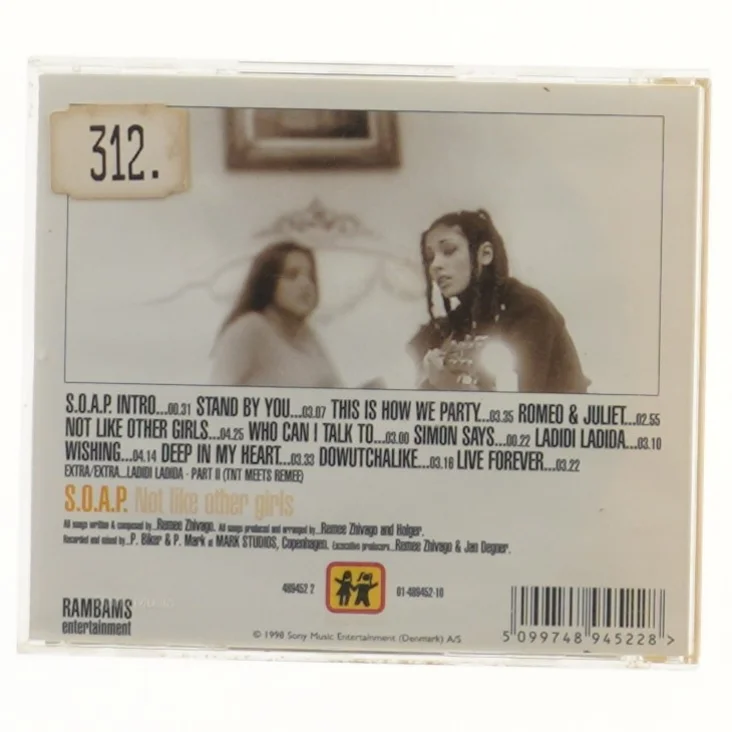 312.
S.O.A.P. INTRO...00.31 STAND BY YOU...03.07 THIS IS HOW WE PARTY...03.35 ROMEO & JULIET...02.55
NOT LIKE OTHER GIRLS...04.25 WHO CAN I TALK TO...03.00 SIMON SAYS...00.22 LADIDI LADIDA...03.10
WISHING...04.14 DEEP IN MY HEART...03.33 DOWUTCHALIKE...03.16 LIVE FOREVER...03.22
EXTRA/EXTRA...LADIDI LADIDA - PART II (TNT MEETS REMEE)
S.O.A.P. Not like other girls
All songs written & composed by...Remee Zhivago. All songs produced and arranged by...Remee Zhivago and Holger.
Recorded and mixed by...P. Biker & P. Mark at MARK STUDIOS, Copenhagen. Executive producers...Remee Zhivago & Jan Degner.
489452 2 01-489452-10
RAMBAMS
entertainment
© 1998 Sony Music Entertainment (Denmark) A/S
5 099748 945228 >